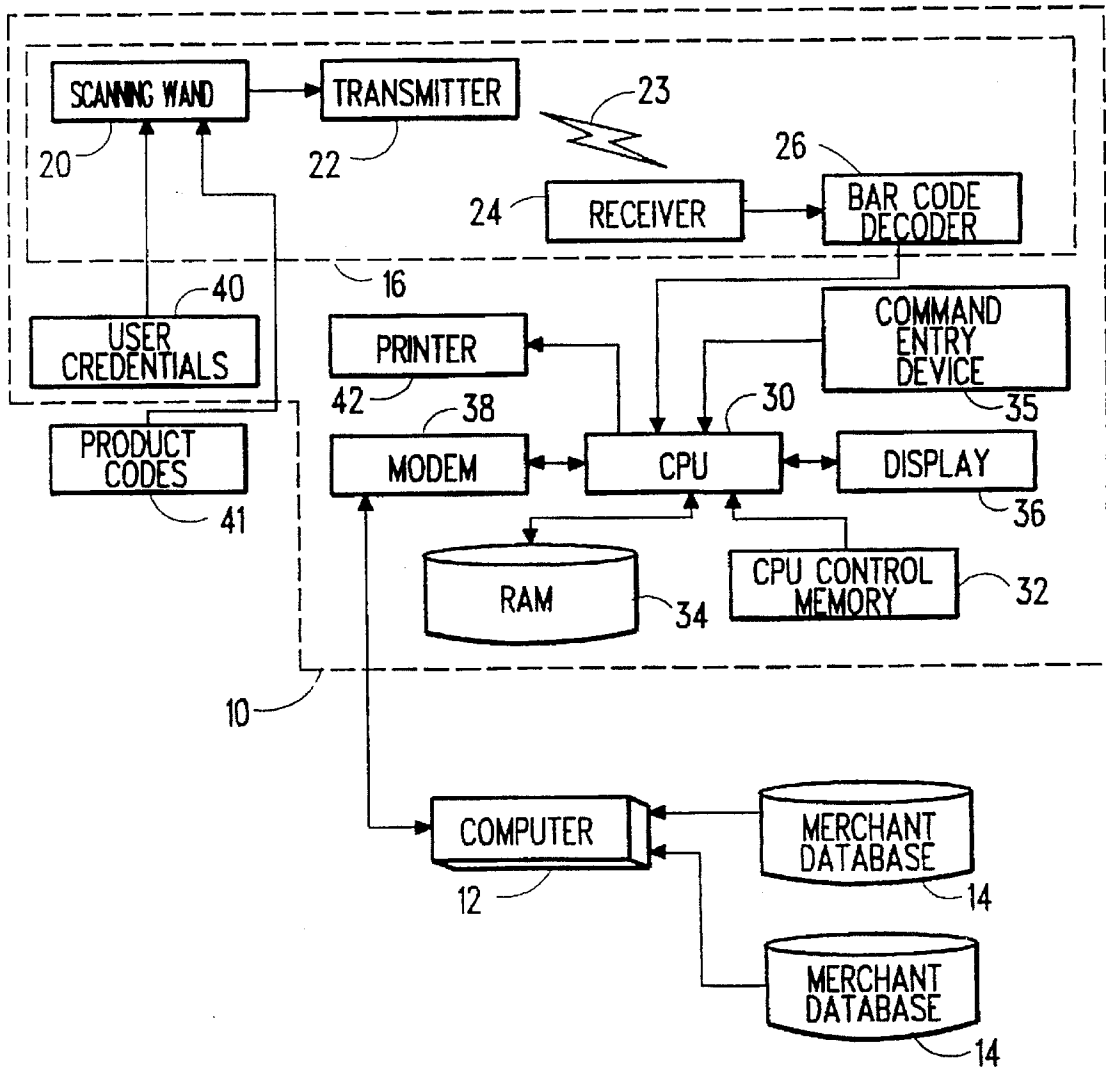 SCANNING WAND
TRANSMITTER
23
20
22
26
24
RECEIVER
BAR CODE
DECODER
16
40
USER
CREDENTIALS
PRINTER
COMMAND
ENTRY
DEVICE
42
38
30
35
PRODUCT
CODES
MODEM
CPU
DISPLAY
41
36
RAM
34
CPU CONTROL
MEMORY
32
10
COMPUTER
MERCHANT
DATABASE
12
14
MERCHANT
DATABASE
14